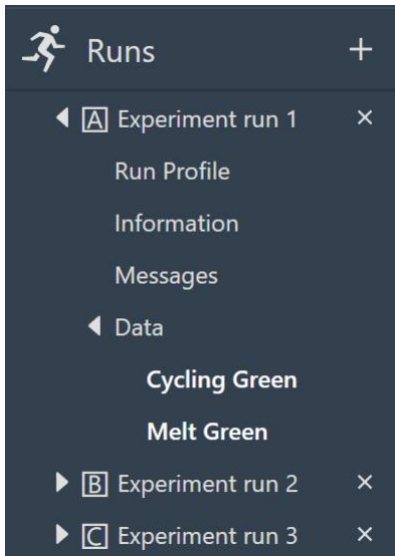 Runs
A Experiment run 1
Run Profile
Information
Messages
Data
Cycling Green
Melt Green
B Experiment run 2
C Experiment run 3